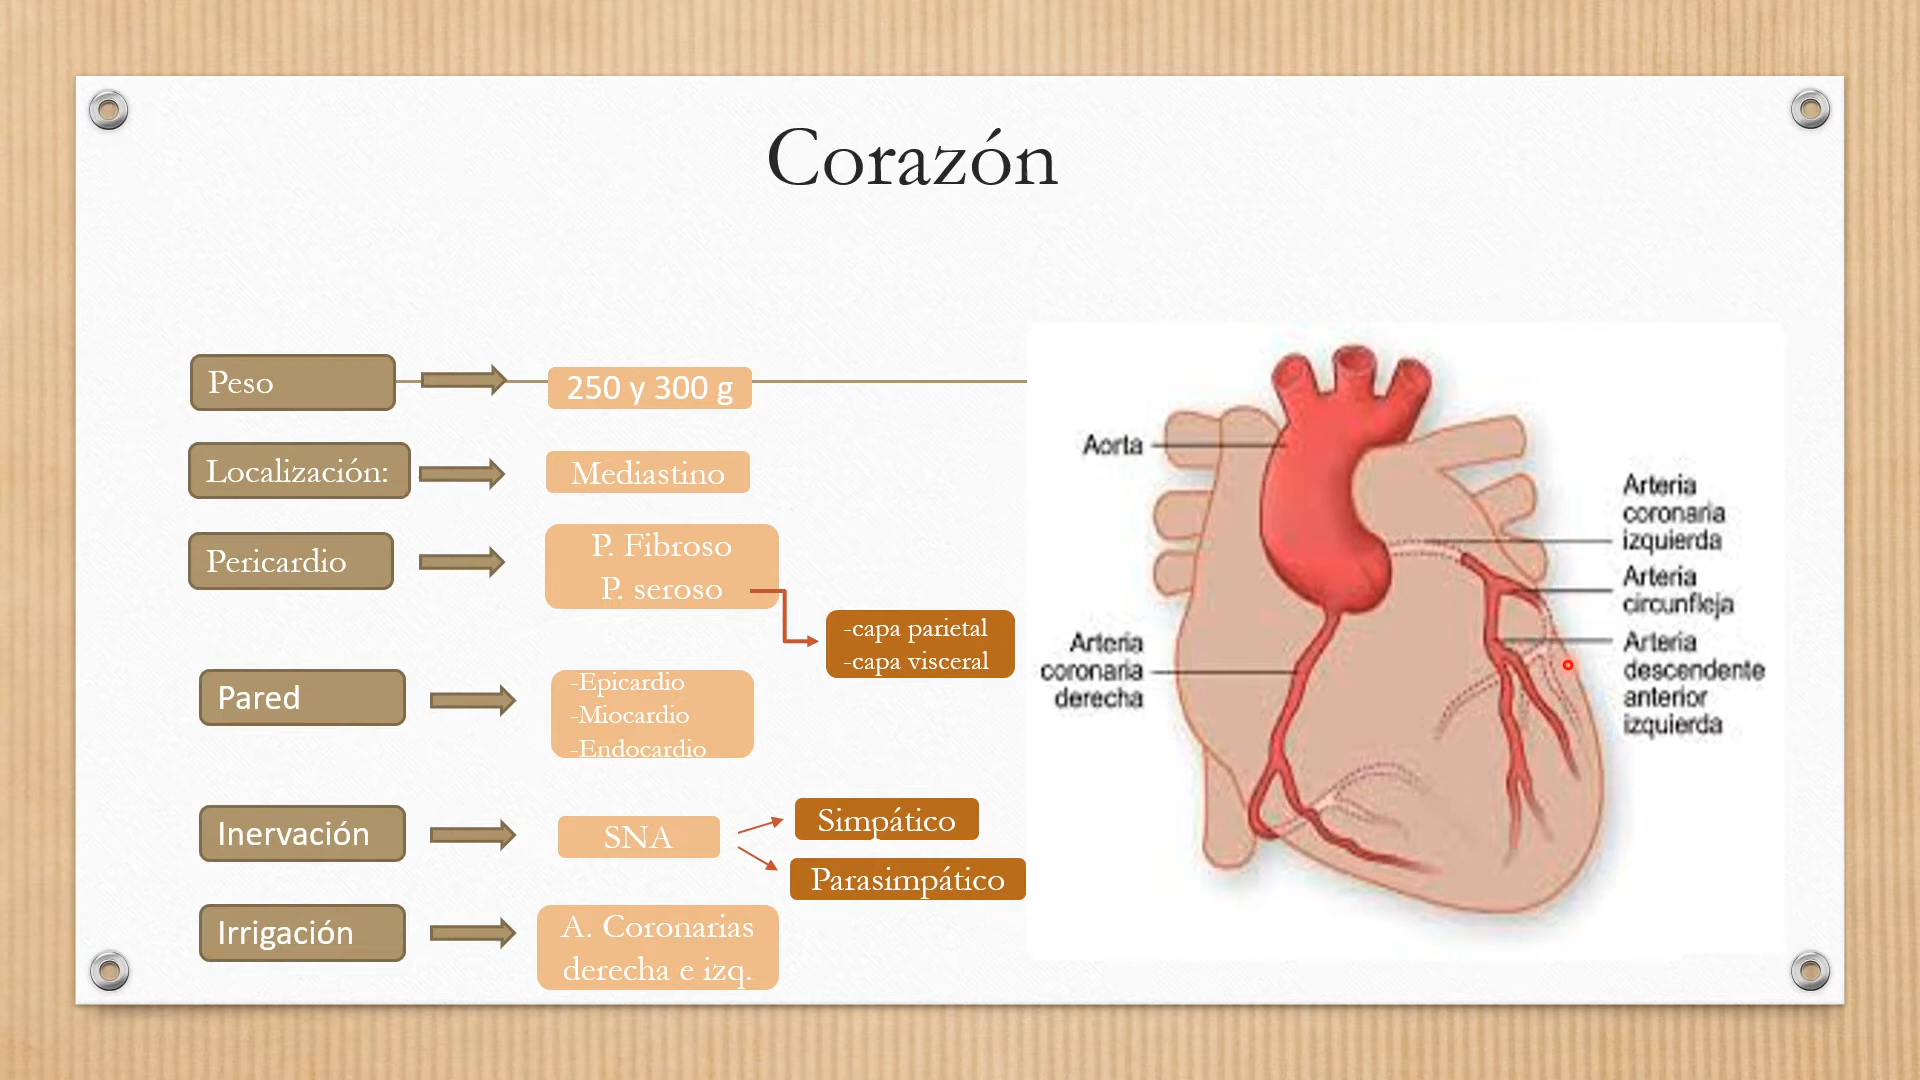 Corazón
Peso
250 y 300 g
Localización:
Mediastino
Pericardio
P. Fibroso
P. seroso
-capa parietal
-capa visceral
Pared
-Epicardio
-Miocardio
-Endocardio
Inervación
SNA
Simpático
Parasimpático
Irrigación
A. Coronarias
derecha e izq.
Aorta
Arteria
coronaria
derecha
Arteria
coronaria
izquierda
Arteria
circunfleja
Arteria
descendente
anterior
izquierda